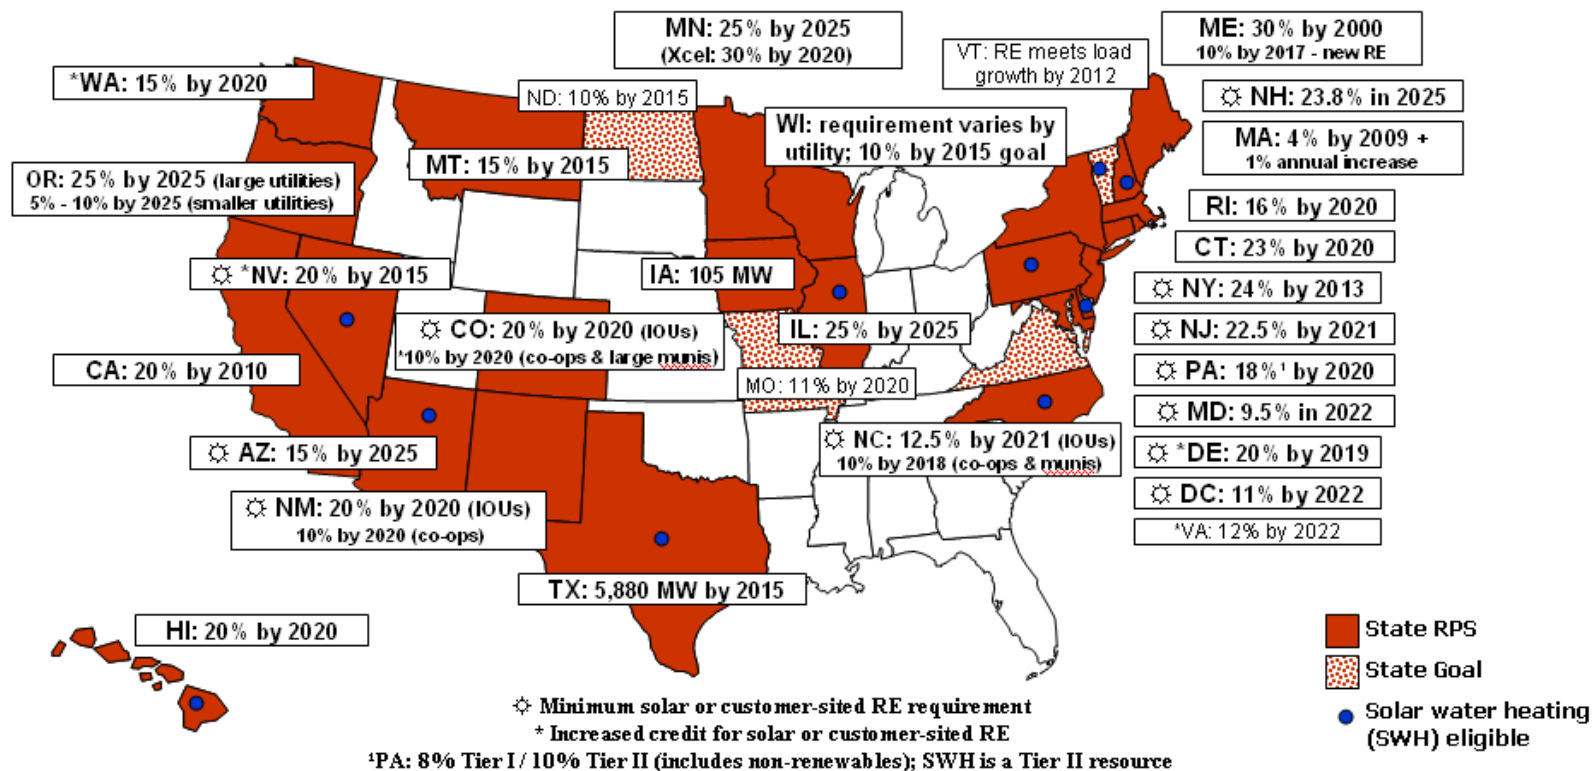 MN: 25% by 2025
(Xcel: 30% by 2020)
VT: RE meets load
growth by 2012
ME: 30% by 2000
10% by 2017 - new RE
*WA: 15% by 2020
ND: 10% by 2015
☼ NH: 23.8% in 2025
WI: requirement varies by
utility; 10% by 2015 goal
MA: 4% by 2009 +
1% annual increase
MT: 15% by 2015
OR: 25% by 2025 (large utilities)
5% - 10% by 2025 (smaller utilities)
RI: 16% by 2020
CT: 23% by 2020
☼ *NV: 20% by 2015
IA: 105 MW
☼ NY: 24% by 2013
☼ CO: 20% by 2020 (IOUs)
*10% by 2020 (co-ops & large munis)
IL: 25% by 2025
☼ NJ: 22.5% by 2021
CA: 20% by 2010
MO: 11% by 2020
☼ PA: 18%¹ by 2020
☼ MD: 9.5% in 2022
☼ NC: 12.5% by 2021 (IOUs)
10% by 2018 (co-ops & munis)
☼ AZ: 15% by 2025
☼ *DE: 20% by 2019
☼ DC: 11% by 2022
☼ NM: 20% by 2020 (IOUs)
10% by 2020 (co-ops)
*VA: 12% by 2022
TX: 5,880 MW by 2015
HI: 20% by 2020
State RPS
State Goal
Solar water heating
(SWH) eligible
☼ Minimum solar or customer-sited RE requirement
* Increased credit for solar or customer-sited RE
¹PA: 8% Tier I / 10% Tier II (includes non-renewables); SWH is a Tier II resource